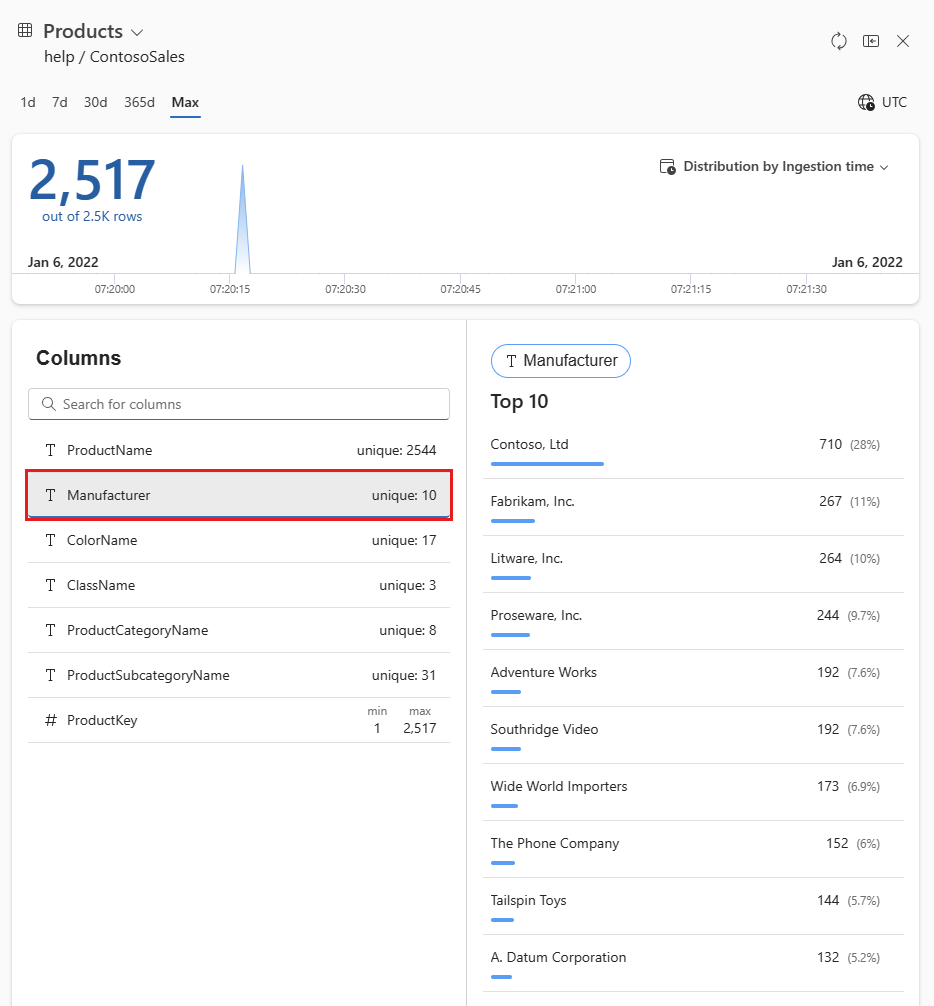 Products
help / ContosoSales
1d 7d 30d 365d Max UTC
2,517
out of 2.5K rows
Distribution by Ingestion time
Jan 6, 2022 Jan 6, 2022
07:20:00 07:20:15 07:20:30 07:20:45 07:21:00 07:21:15 07:21:30
Columns
Search for columns
T ProductName unique: 2544
T Manufacturer unique: 10
T ColorName unique: 17
T ClassName unique: 3
T ProductCategoryName unique: 8
T ProductSubcategoryName unique: 31
min max
# ProductKey 1 2,517
T Manufacturer
Top 10
Contoso, Ltd 710 (28%)
Fabrikam, Inc. 267 (11%)
Litware, Inc. 264 (10%)
Proseware, Inc. 244 (9.7%)
Adventure Works 192 (7.6%)
Southridge Video 192 (7.6%)
Wide World Importers 173 (6.9%)
The Phone Company 152 (6%)
Tailspin Toys 144 (5.7%)
A. Datum Corporation 132 (5.2%)